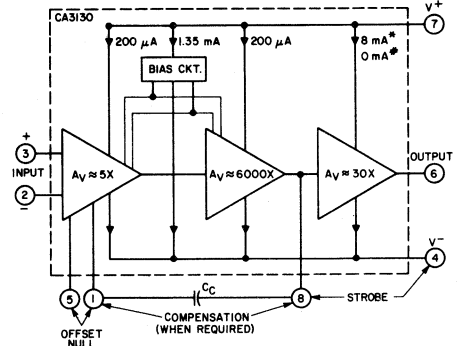 CA3130
V+
7
200 µA
1.35 mA
200 µA
8 mA*
0 mA#
BIAS CKT.
+
3
INPUT
2
−
AV ≈ 5X
AV ≈ 6000X
AV ≈ 30X
OUTPUT
6
V−
4
5
1
CC
8
STROBE
OFFSET
NULL
COMPENSATION
(WHEN REQUIRED)